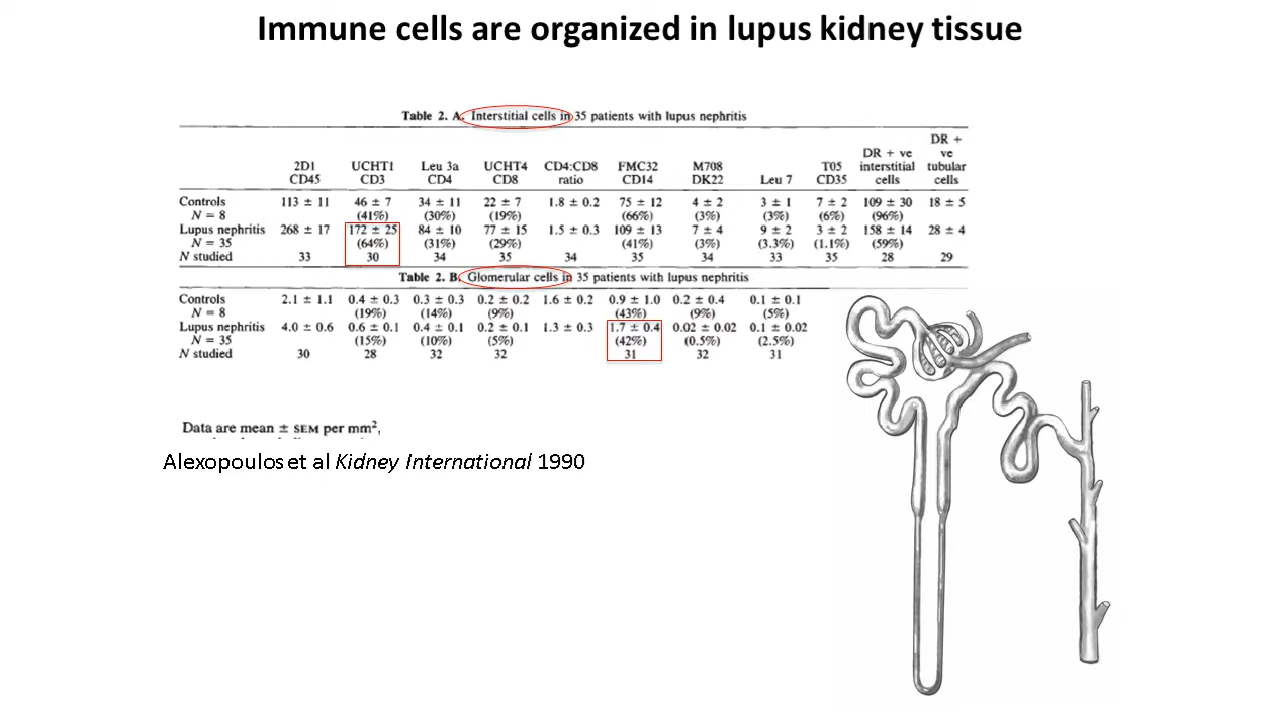 Immune cells are organized in lupus kidney tissue
Table 2. A. Interstitial cells in 35 patients with lupus nephritis
DR +
DR + ve ve
2D1 UCHT1 Leu 3a UCHT4 CD4:CD8 FMC32 M708 T05 interstitial tubular
CD45 CD3 CD4 CD8 ratio CD14 DK22 Leu 7 CD35 cells cells
Controls 113 ± 11 46 ± 7 34 ± 11 22 ± 7 1.8 ± 0.2 75 ± 12 4 ± 2 3 ± 1 7 ± 2 109 ± 30 18 ± 5
N = 8 (41%) (30%) (19%) (66%) (3%) (3%) (6%) (96%)
Lupus nephritis 268 ± 17 172 ± 25 84 ± 10 77 ± 15 1.5 ± 0.3 109 ± 13 7 ± 4 9 ± 2 3 ± 2 158 ± 14 28 ± 4
N = 35 (64%) (31%) (29%) (41%) (3%) (3.3%) (1.1%) (59%)
N studied 33 30 34 35 34 35 34 33 35 28 29
Table 2. B. Glomerular cells in 35 patients with lupus nephritis
Controls 2.1 ± 1.1 0.4 ± 0.3 0.3 ± 0.3 0.2 ± 0.2 1.6 ± 0.2 0.9 ± 1.0 0.2 ± 0.4 0.1 ± 0.1
N = 8 (19%) (14%) (9%) (43%) (9%) (5%)
Lupus nephritis 4.0 ± 0.6 0.6 ± 0.1 0.4 ± 0.1 0.2 ± 0.1 1.3 ± 0.3 1.7 ± 0.4 0.02 ± 0.02 0.1 ± 0.02
N = 35 (15%) (10%) (5%) (42%) (0.5%) (2.5%)
N studied 30 28 32 32 31 32 31
Data are mean ± SEM per mm²,
Alexopoulos et al Kidney International 1990